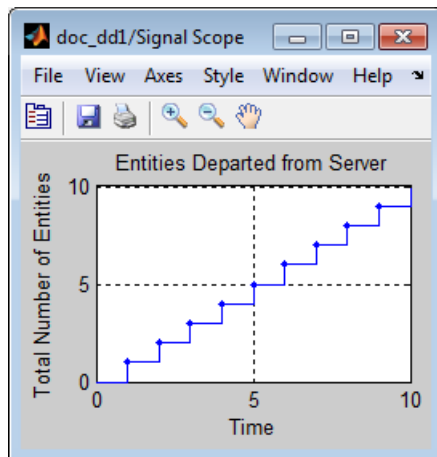 doc_dd1/Signal Scope
File View Axes Style Window Help
Entities Departed from Server
Total Number of Entities
10
5
0
0 5 10
Time